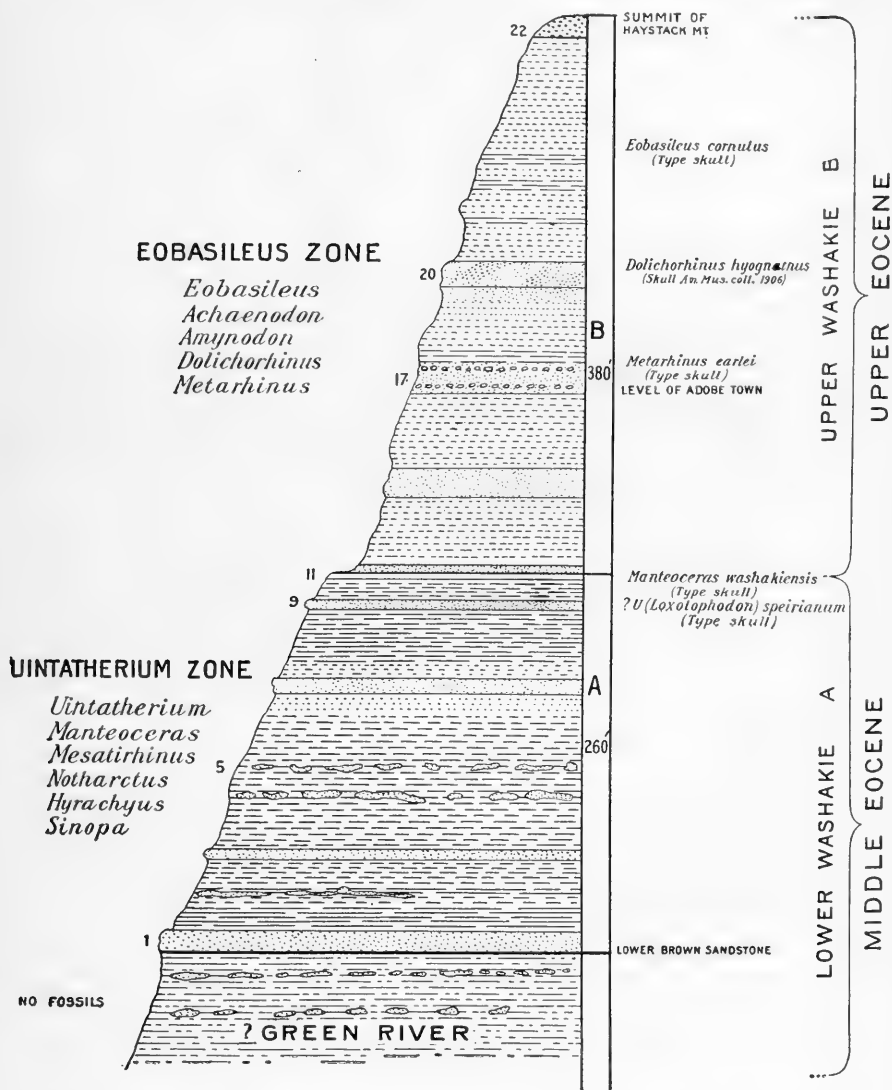 22
SUMMIT OF
HAYSTACK MT.
Eobasileus cornutus
(Type skull)
EOBASILEUS ZONE
Eobasileus
Achaenodon
Amynodon
Dolichorhinus
Metarhinus
20
Dolichorhinus hyognatnus
(Skull Am. Mus. coll. 1906)
B
380'
17
Metarhinus earlei
(Type skull)
LEVEL OF ADOBE TOWN
UPPER WASHAKIE B
UPPER EOCENE
11
Manteoceras washakiensis
(Type skull)
9
? U (Loxolophodon) speirianum
(Type skull)
UINTATHERIUM ZONE
Uintatherium
Manteoceras
Mesatirhinus
Notharctus
Hyrachyus
Sinopa
A
260'
5
1
LOWER BROWN SANDSTONE
LOWER WASHAKIE A
MIDDLE EOCENE
NO FOSSILS
? GREEN RIVER